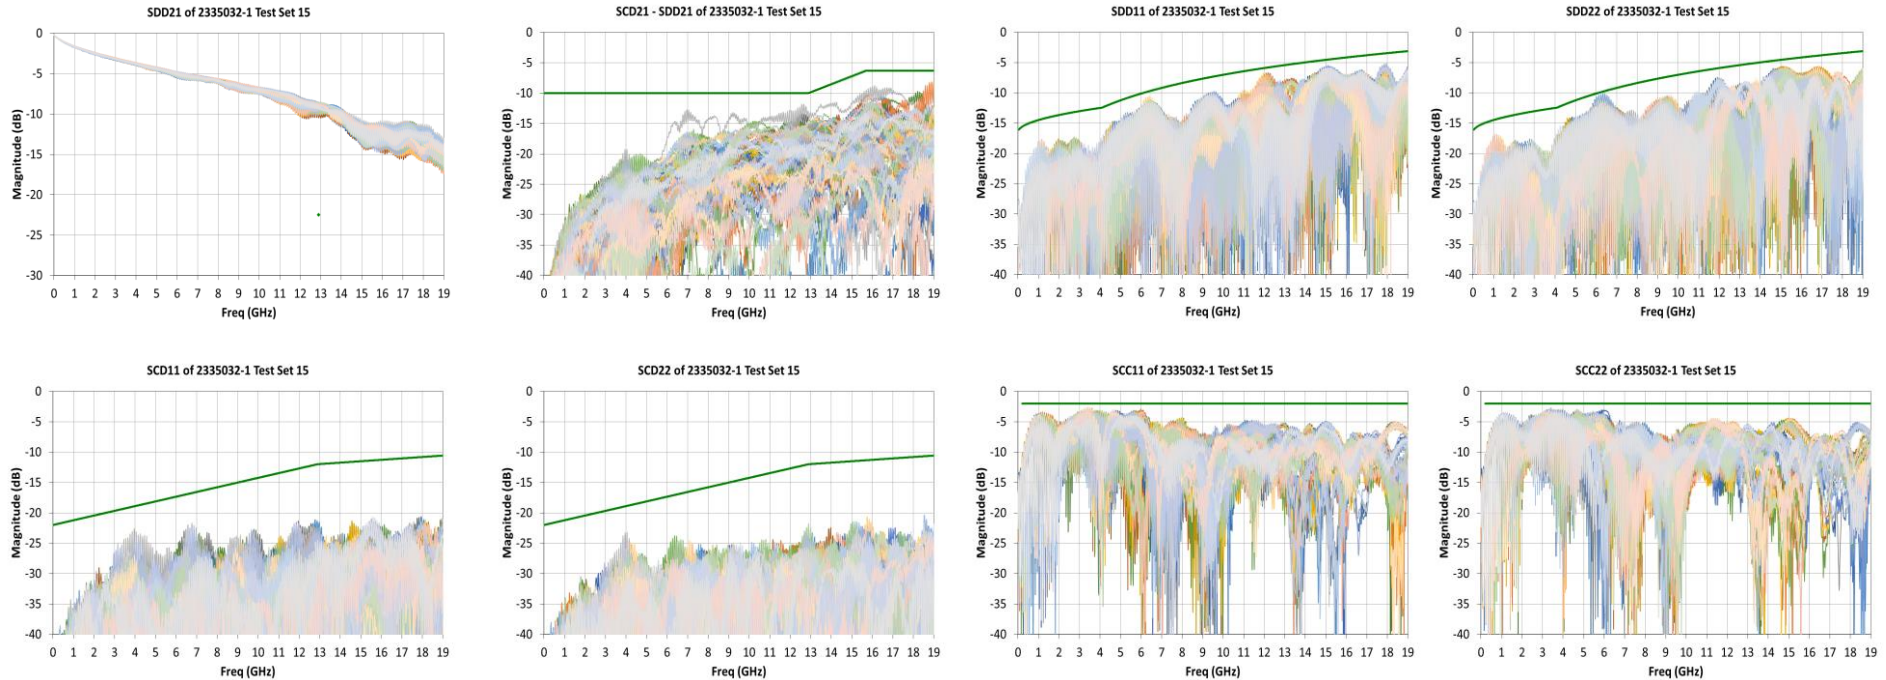 SDD21 of 2335032-1 Test Set 15
0
-5
-10
-15
-20
-25
-30
Magnitude (dB)
0 1 2 3 4 5 6 7 8 9 10 11 12 13 14 15 16 17 18 19
Freq (GHz)
SCD21 - SDD21 of 2335032-1 Test Set 15
0
-5
-10
-15
-20
-25
-30
-35
-40
Magnitude (dB)
0 1 2 3 4 5 6 7 8 9 10 11 12 13 14 15 16 17 18 19
Freq (GHz)
SDD11 of 2335032-1 Test Set 15
0
-5
-10
-15
-20
-25
-30
-35
-40
Magnitude (dB)
0 1 2 3 4 5 6 7 8 9 10 11 12 13 14 15 16 17 18 19
Freq (GHz)
SDD22 of 2335032-1 Test Set 15
0
-5
-10
-15
-20
-25
-30
-35
-40
Magnitude (dB)
0 1 2 3 4 5 6 7 8 9 10 11 12 13 14 15 16 17 18 19
Freq (GHz)
SCD11 of 2335032-1 Test Set 15
0
-5
-10
-15
-20
-25
-30
-35
-40
Magnitude (dB)
0 1 2 3 4 5 6 7 8 9 10 11 12 13 14 15 16 17 18 19
Freq (GHz)
SCD22 of 2335032-1 Test Set 15
0
-5
-10
-15
-20
-25
-30
-35
-40
Magnitude (dB)
0 1 2 3 4 5 6 7 8 9 10 11 12 13 14 15 16 17 18 19
Freq (GHz)
SCC11 of 2335032-1 Test Set 15
0
-5
-10
-15
-20
-25
-30
-35
-40
Magnitude (dB)
0 1 2 3 4 5 6 7 8 9 10 11 12 13 14 15 16 17 18 19
Freq (GHz)
SCC22 of 2335032-1 Test Set 15
0
-5
-10
-15
-20
-25
-30
-35
-40
Magnitude (dB)
0 1 2 3 4 5 6 7 8 9 10 11 12 13 14 15 16 17 18 19
Freq (GHz)